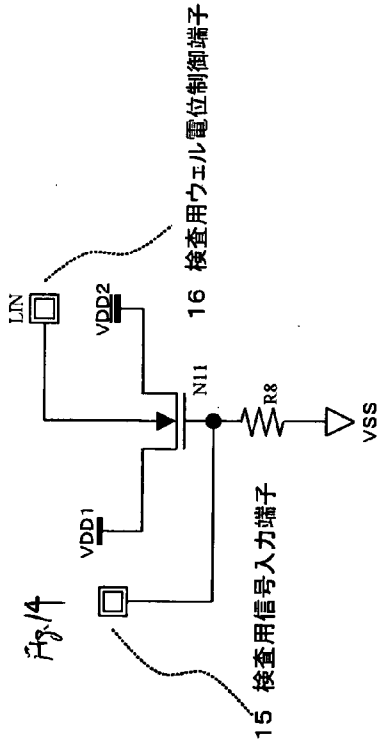 Fig. 14
15 検査用信号入力端子
VDD1
VDD2
LIN
16 検査用ウェル電位制御端子
N11
R8
VSS